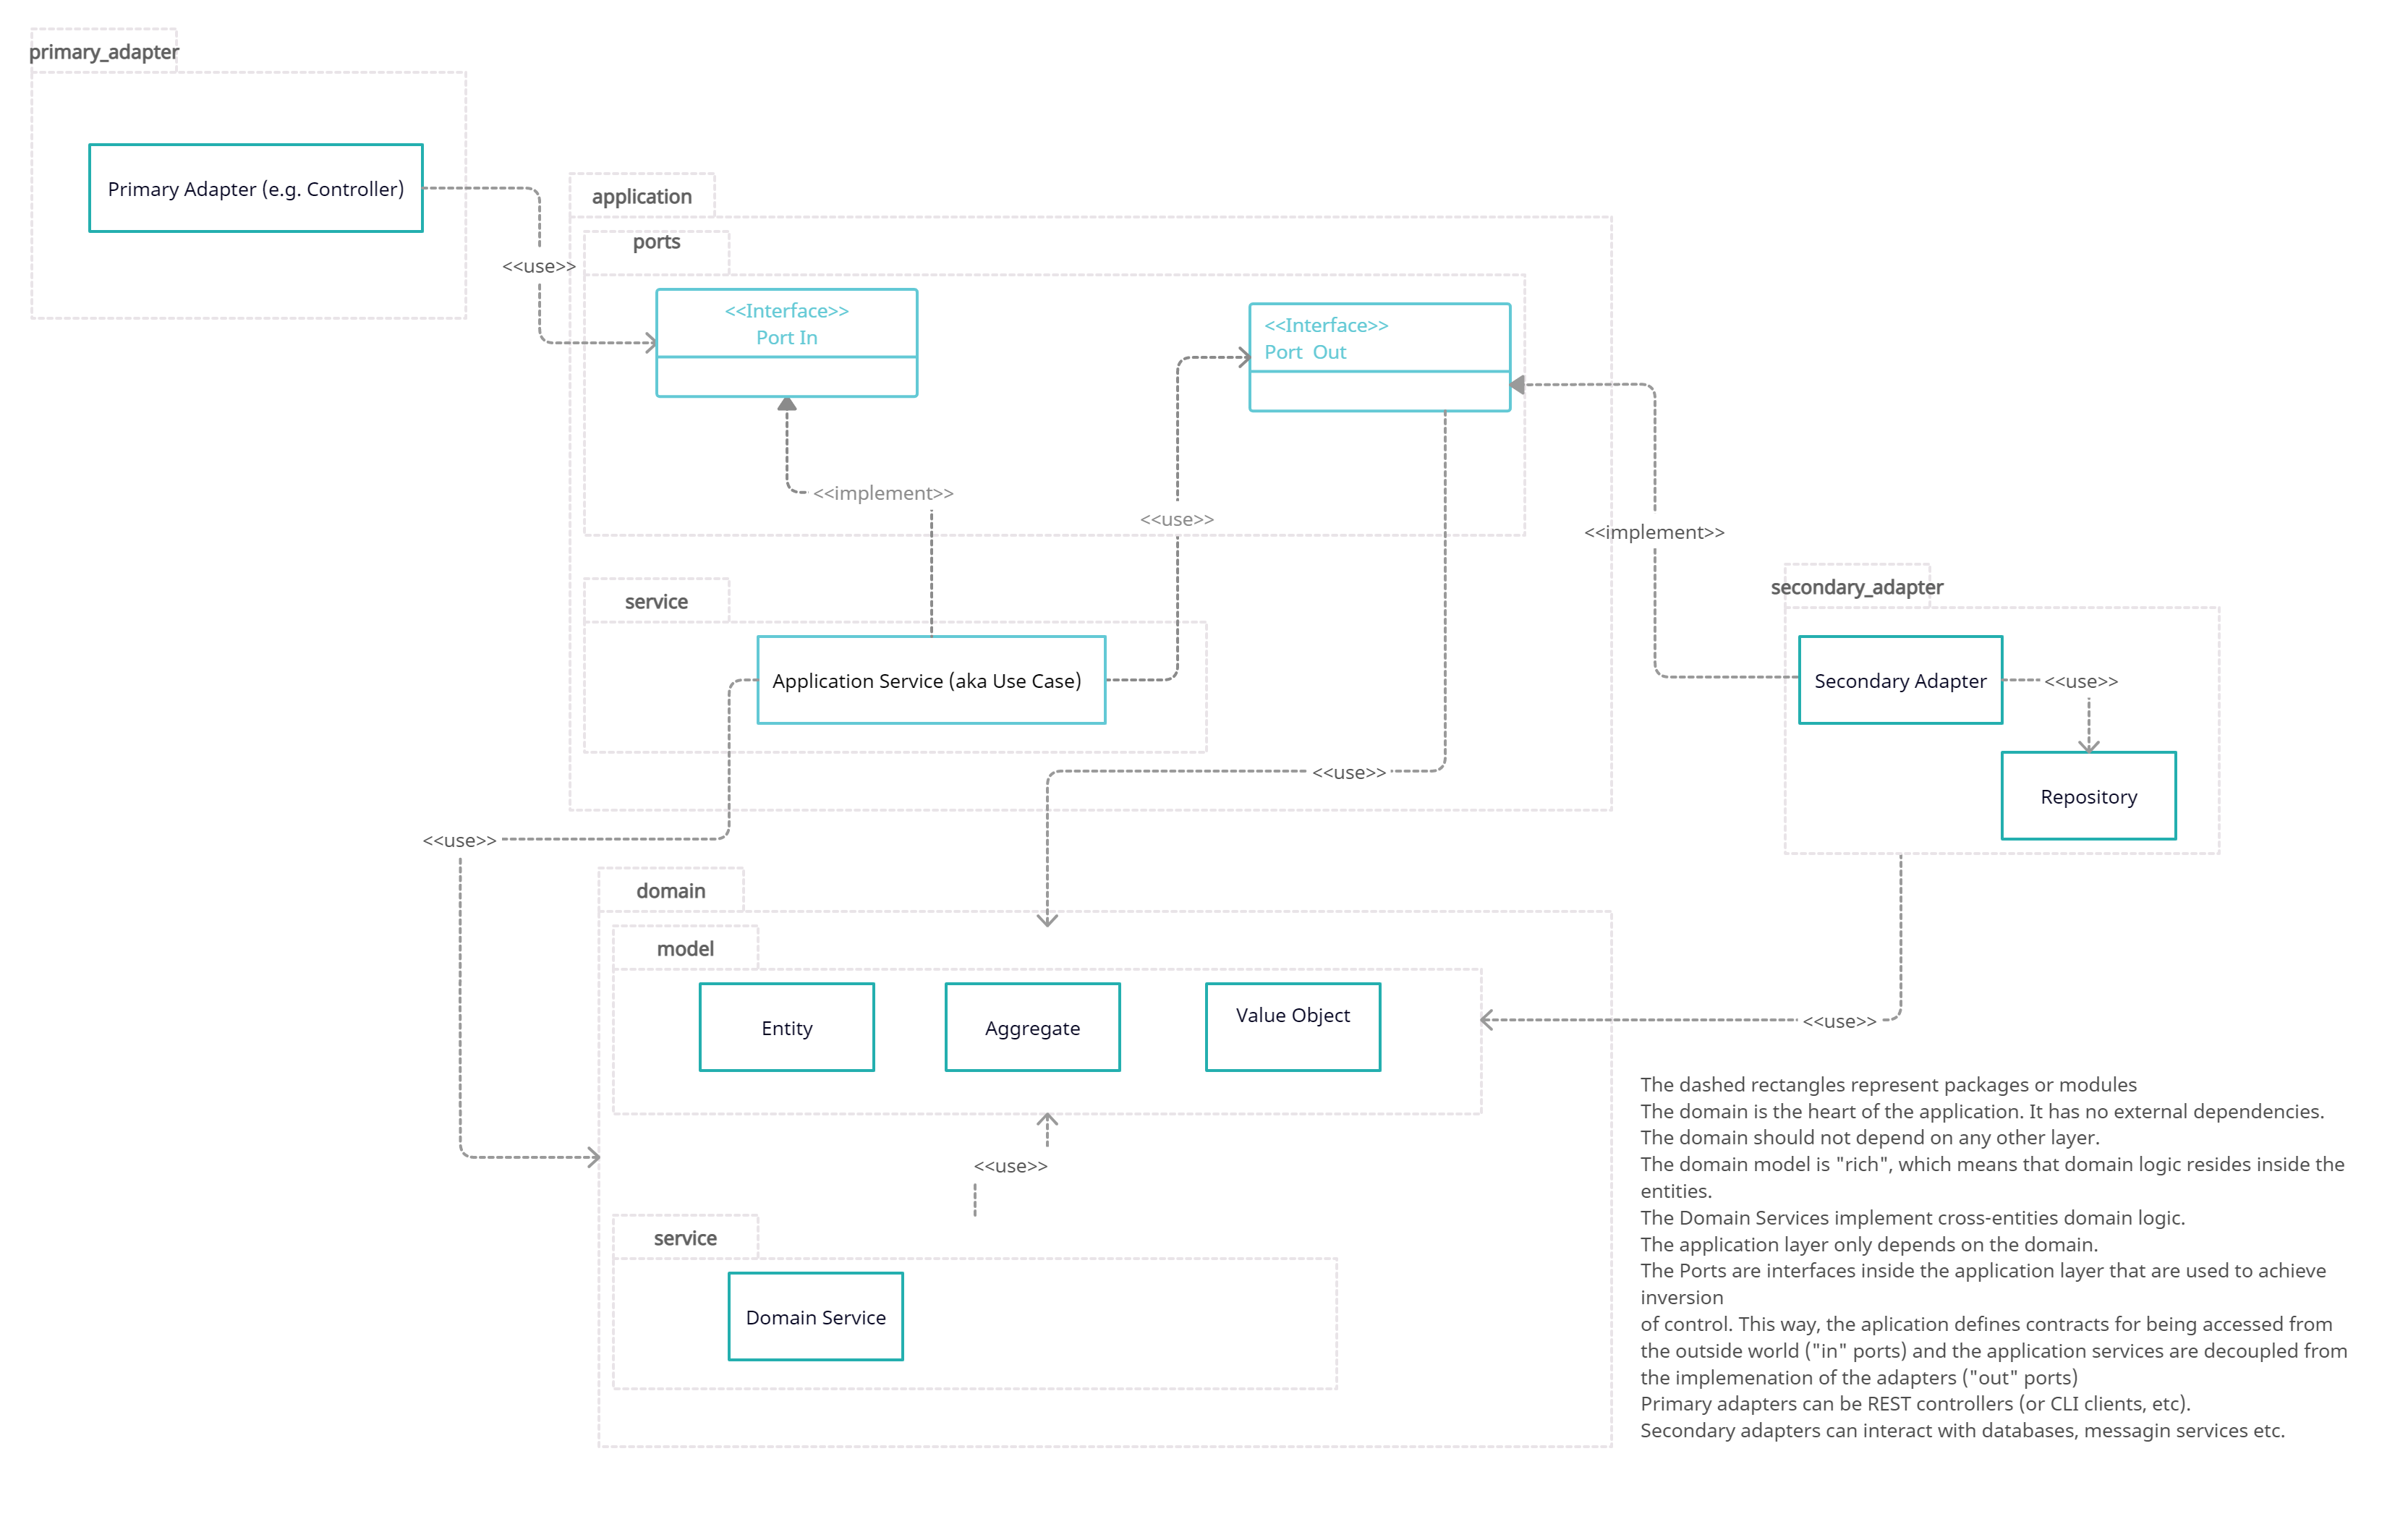 primary_adapter
Primary Adapter (e.g. Controller)
<<use>>
application
ports
<<Interface>>
Port In
<<Interface>>
Port  Out
<<implement>>
<<use>>
<<implement>>
service
Application Service (aka Use Case)
<<use>>
<<use>>
secondary_adapter
Secondary Adapter
<<use>>
Repository
domain
model
Entity
Aggregate
Value Object
<<use>>
<<use>>
service
Domain Service
The dashed rectangles represent packages or modules
The domain is the heart of the application. It has no external dependencies.
The domain should not depend on any other layer.
The domain model is "rich", which means that domain logic resides inside the
entities.
The Domain Services implement cross-entities domain logic.
The application layer only depends on the domain.
The Ports are interfaces inside the application layer that are used to achieve
inversion
of control. This way, the aplication defines contracts for being accessed from
the outside world ("in" ports) and the application services are decoupled from
the implemenation of the adapters ("out" ports)
Primary adapters can be REST controllers (or CLI clients, etc).
Secondary adapters can interact with databases, messagin services etc.